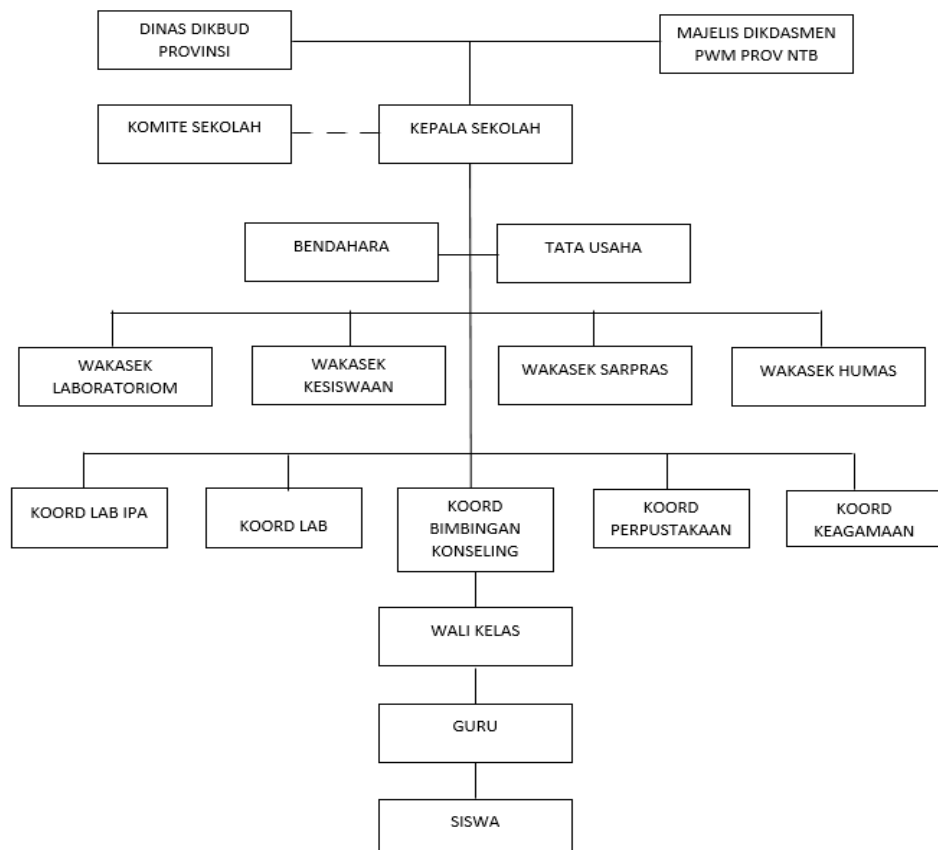 DINAS DIKBUD
PROVINSI
MAJELIS DIKDASMEN
PWM PROV NTB
KOMITE SEKOLAH
KEPALA SEKOLAH
BENDAHARA
TATA USAHA
WAKASEK
LABORATORIOM
WAKASEK
KESISWAAN
WAKASEK SARPRAS
WAKASEK HUMAS
KOORD LAB IPA
KOORD LAB
KOORD
BIMBINGAN
KONSELING
KOORD
PERPUSTAKAAN
KOORD
KEAGAMAAN
WALI KELAS
GURU
SISWA